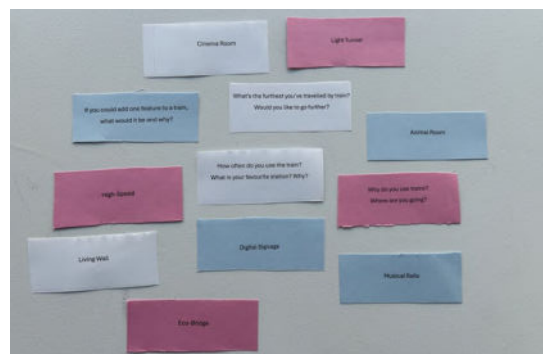 Cinema Room
Light Tunnel
If you could add one feature to a train,
what would it be and why?
What's the furthest you've travelled by train?
Would you like to go further?
Animal Room
How often do you use the train?
What is your favourite station? Why?
High-Speed
Why do you use trains?
Where are you going?
Living Wall
Digital Signage
Musical Rails
Eco-Bridge